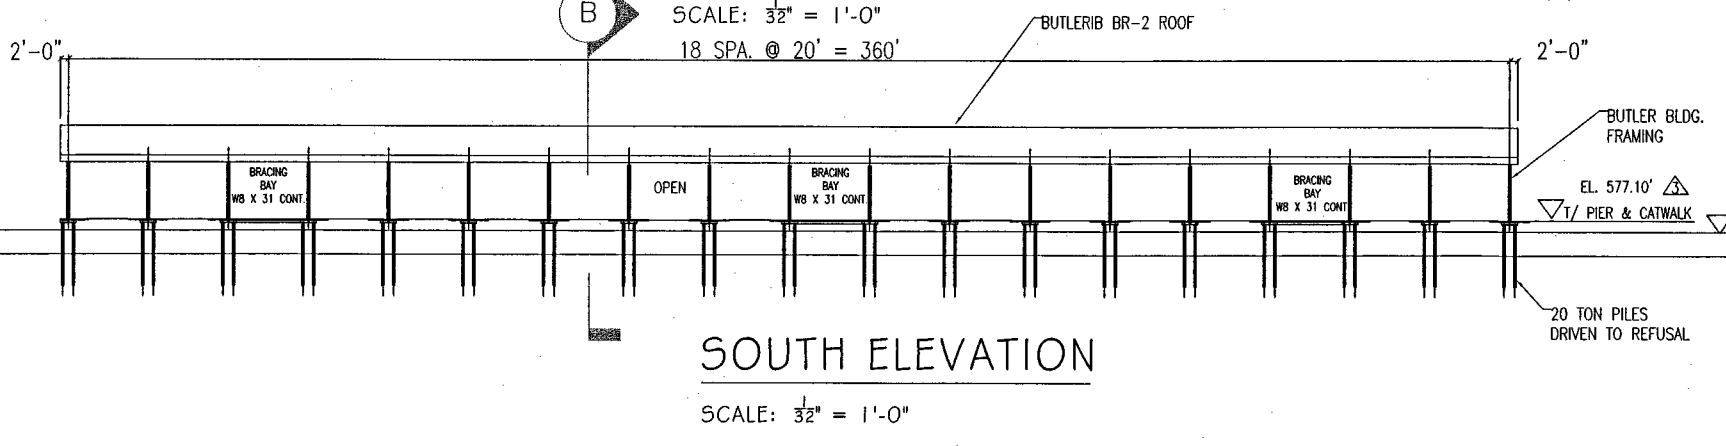 B
SCALE: 1/32" = 1'-0"
18 SPA. @ 20' = 360'
2'-0"
BUTLERIB BR-2 ROOF
2'-0"
BUTLER BLDG.
FRAMING
BRACING
BAY
W8 X 31 CONT.
OPEN
BRACING
BAY
W8 X 31 CONT
BRACING
BAY
W8 X 31 CONT
EL. 577.10' 3
T/ PIER & CATWALK
20 TON PILES
DRIVEN TO REFUSAL
SOUTH ELEVATION
SCALE: 1/32" = 1'-0"